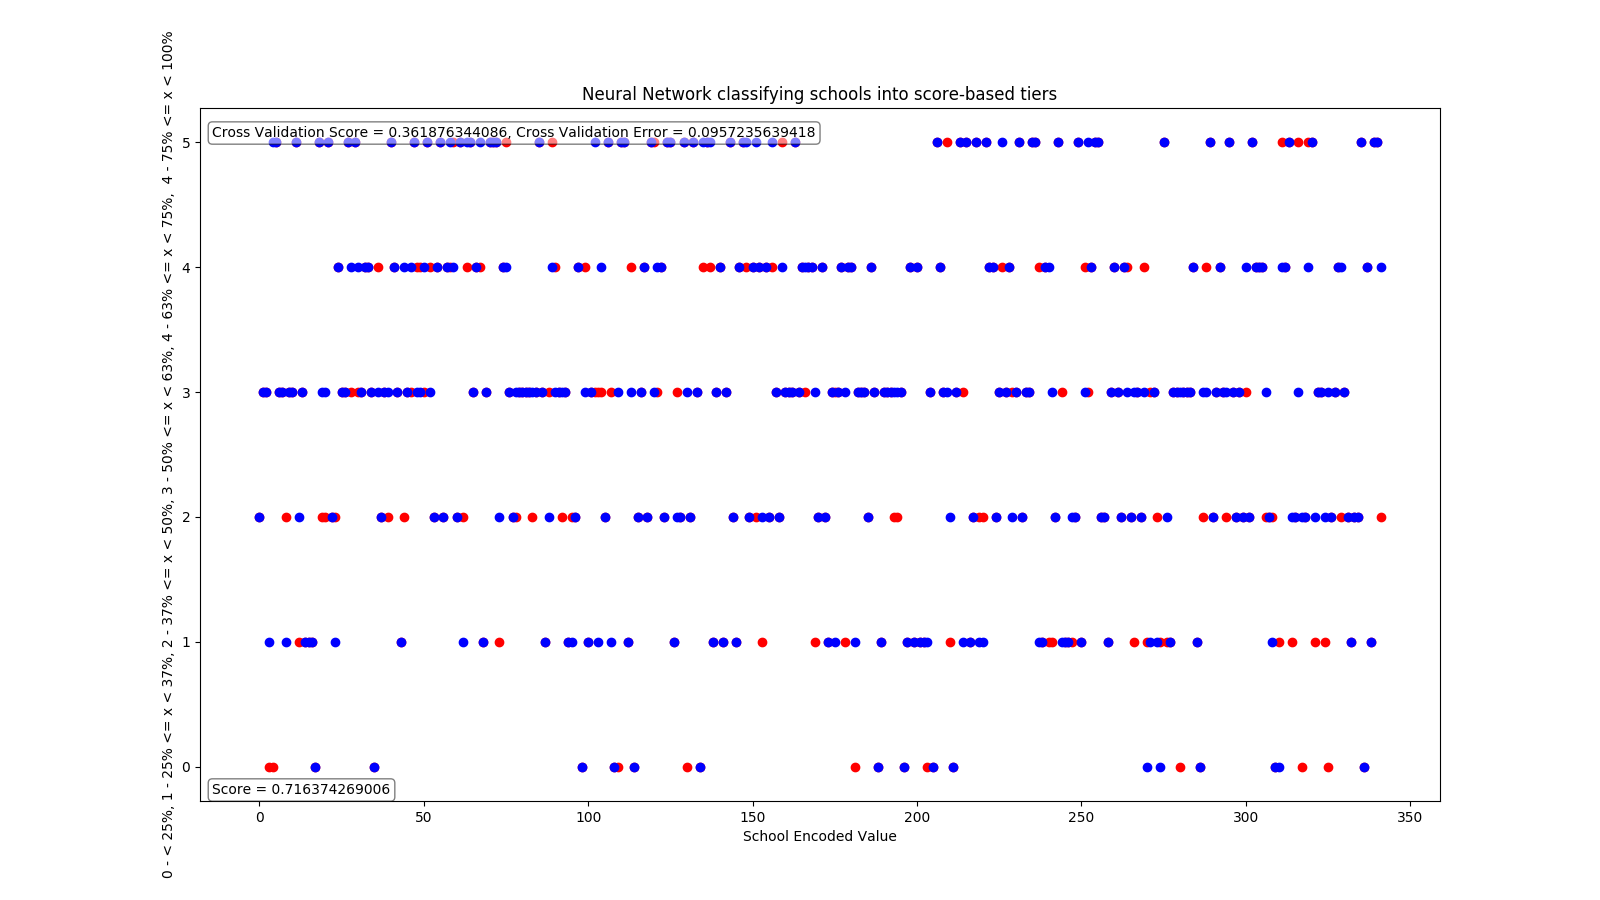 Neural Network classifying schools into score-based tiers
Cross Validation Score = 0.361876344086, Cross Validation Error = 0.0957235639418
0 - < 25%, 1 - 25% <= x < 37%, 2 - 37% <= x < 50%, 3 - 50% <= x < 63%, 4 - 63% <= x < 75%,  4 - 75% <= x < 100%
5
4
3
2
1
0
Score = 0.716374269006
0 50 100 150 200 250 300 350
School Encoded Value